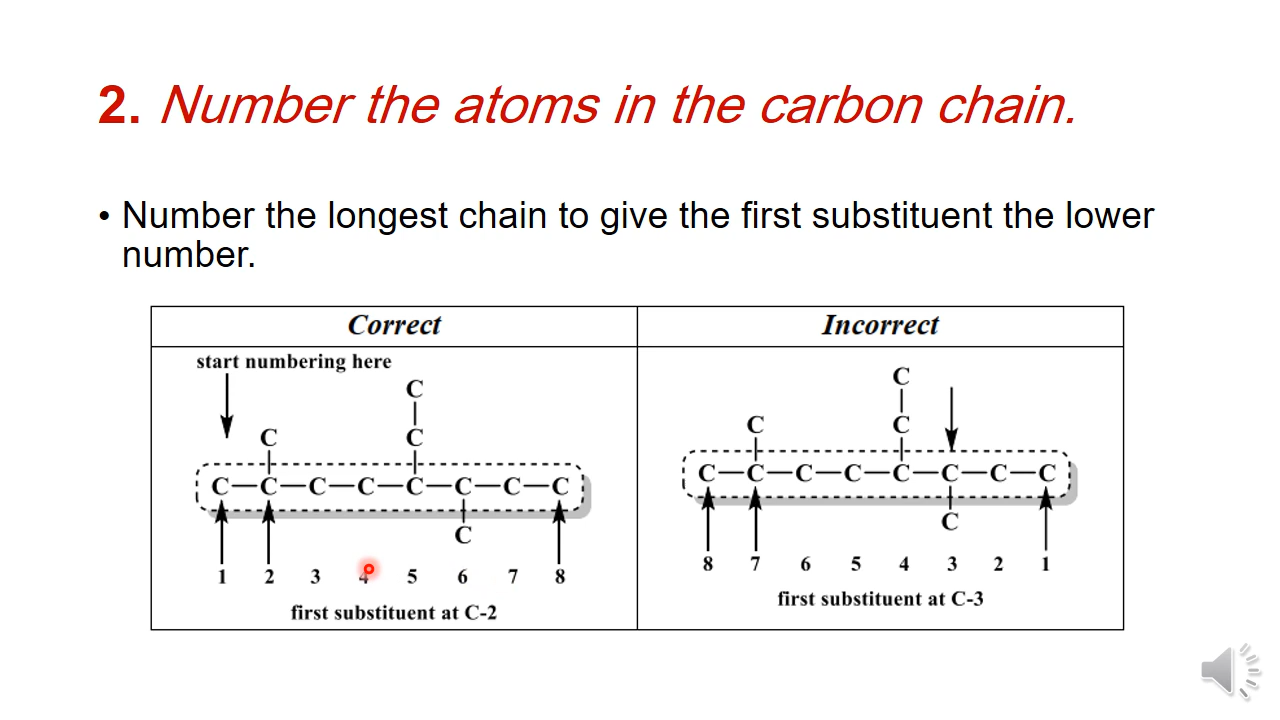 2. Number the atoms in the carbon chain.
• Number the longest chain to give the first substituent the lower
number.
Correct
start numbering here
C
C C
C—C—C—C—C—C—C—C
C
1 2 3 4 5 6 7 8
first substituent at C-2
Incorrect
C
C C
C—C—C—C—C—C—C—C
C
8 7 6 5 4 3 2 1
first substituent at C-3